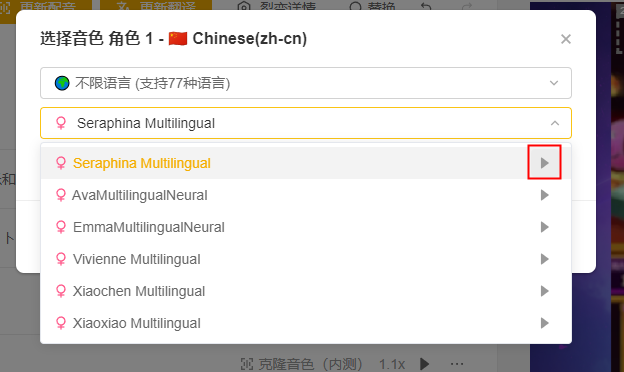 更新配音 更新翻译 裂变详情 替换
选择音色 角色 1 - 🇨🇳 Chinese(zh-cn)
不限语言 (支持77种语言)
Seraphina Multilingual
Seraphina Multilingual
AvaMultilingualNeural
EmmaMultilingualNeural
Vivienne Multilingual
Xiaochen Multilingual
Xiaoxiao Multilingual
克隆音色（内测） 1.1x